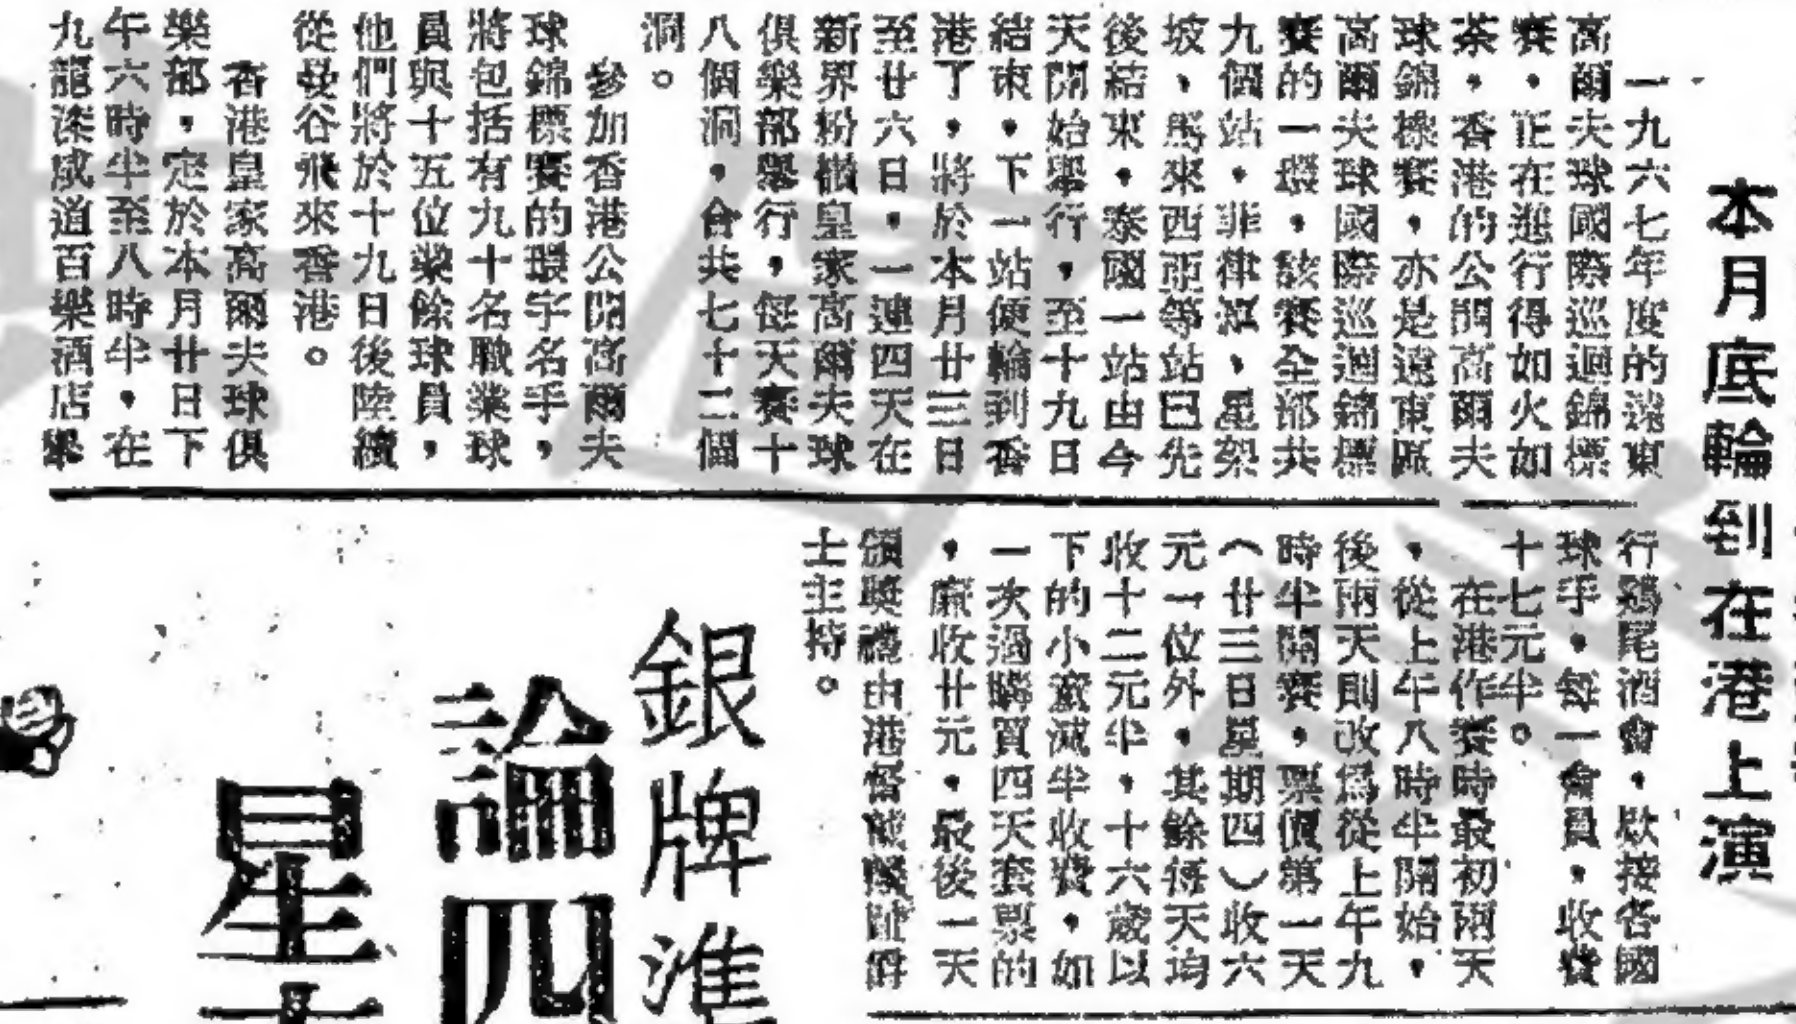 本月底輪到在港上演
一九六七年度的遠東
高爾夫球國際巡迴錦標
賽，正在進行得如火如
荼，香港的公開高爾夫
球錦標賽，亦是遠東區
高爾夫球國際巡迴錦標
賽的一環，該賽全部共
九個站，菲律濱、星架
坡、馬來西亞等站已先
後結束，泰國一站由今
天開始舉行，至十九日
結束，下一站便輪到香
港了，將於本月廿三日
至廿六日，一連四天在
新界粉嶺皇家高爾夫球
俱樂部舉行，每天賽十
八個洞，合共七十二個
洞。
參加香港公開高爾夫
球錦標賽的環宇名手，
將包括有九十名職業球
員與十五位業餘球員，
他們將於十九日後陸續
從曼谷飛來香港。
香港皇家高爾夫球俱
樂部，定於本月廿日下
午六時半至八時半，在
九龍漆咸道百樂酒店舉
行鷄尾酒會，欵接各國
球手，每一會員，收費
十七元半。
在港作賽時最初兩天
，從上午八時半開始，
後兩天則改爲從上午九
時半開賽，票價第一天
（廿三日星期四）收六
元一位外，其餘每天均
收十二元半，十六歲以
下的小童減半收費，如
一次過購買四天套票的
，廉收廿元，最後一天
頒獎禮由港督戴麟趾爵
士主持。
銀牌準
論四
星